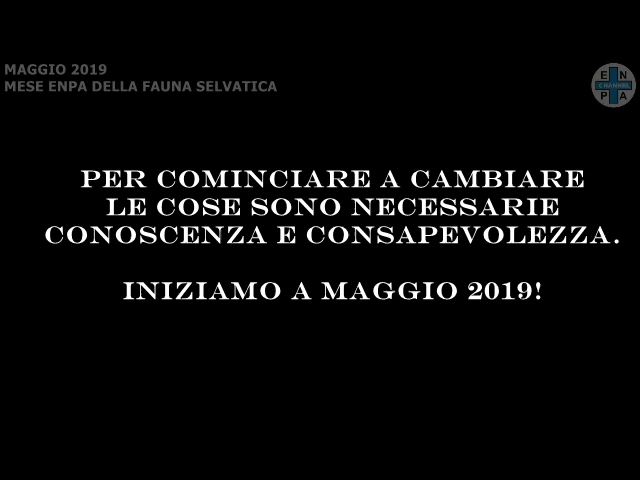 MAGGIO 2019
MESE ENPA DELLA FAUNA SELVATICA
E N
CHANNEL
P A
PER COMINCIARE A CAMBIARE
LE COSE SONO NECESSARIE
CONOSCENZA E CONSAPEVOLEZZA.
INIZIAMO A MAGGIO 2019!